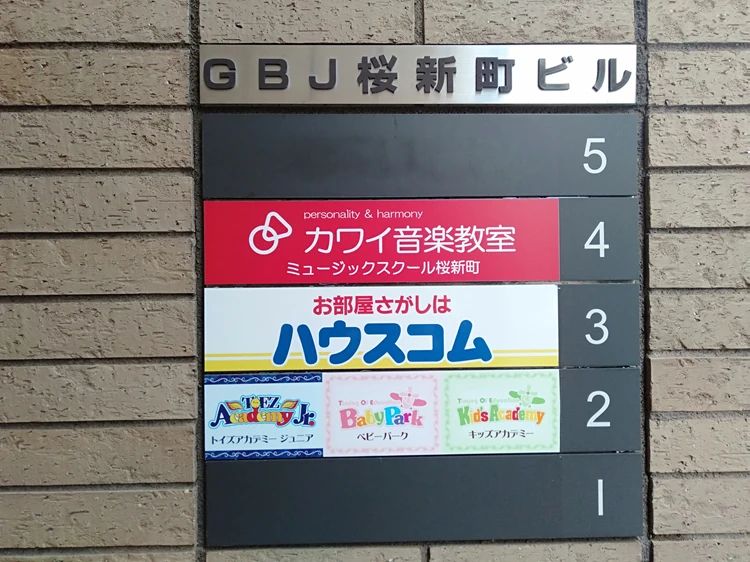 GBJ桜新町ビル
5
personality & harmony
カワイ音楽教室
ミュージックスクール桜新町
4
お部屋さがしは
ハウスコム
3
TOEZ
Academy Jr.
トイズアカデミー ジュニア
BabyPark
ベビーパーク
Kid's Academy
キッズアカデミー
2
1